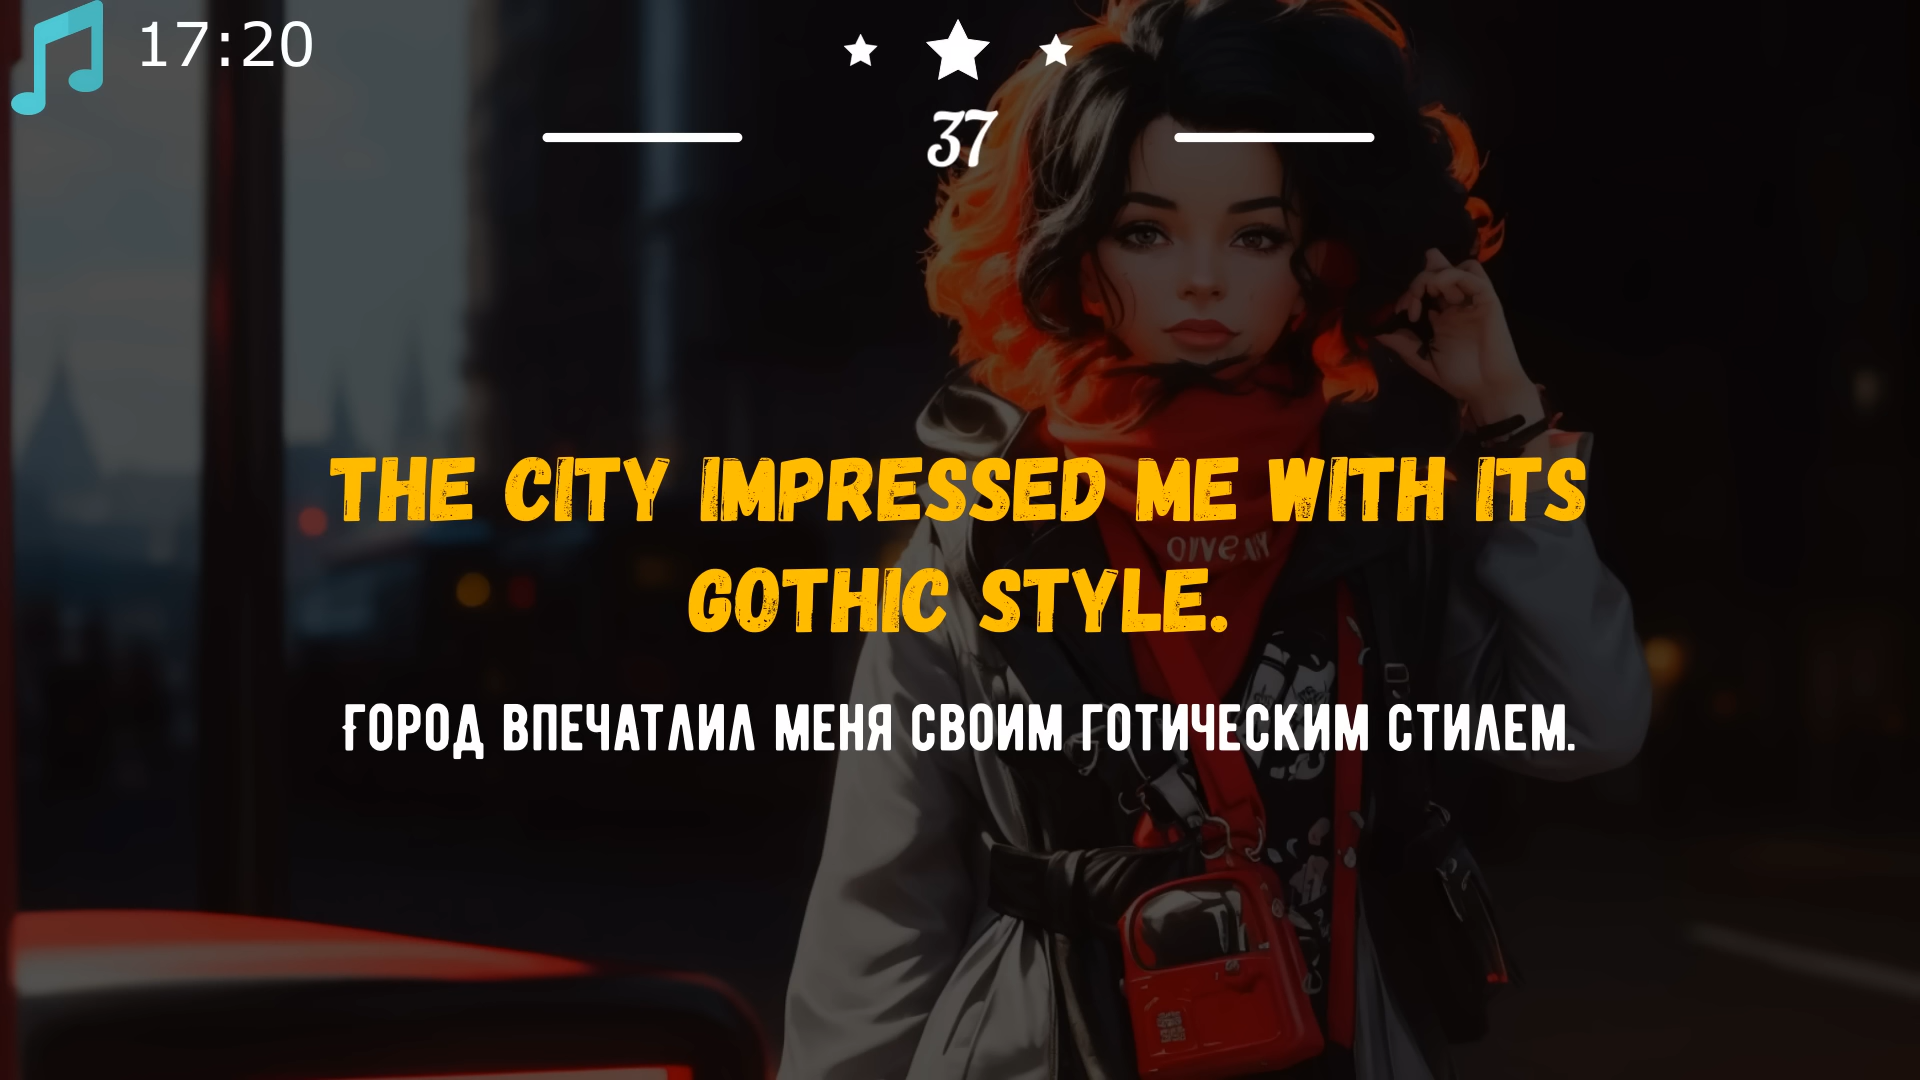 17:20
37
THE CITY IMPRESSED ME WITH ITS
GOTHIC STYLE.
ГОРОД ВПЕЧАТЛИЛ МЕНЯ СВОИМ ГОТИЧЕСКИМ СТИЛЕМ.